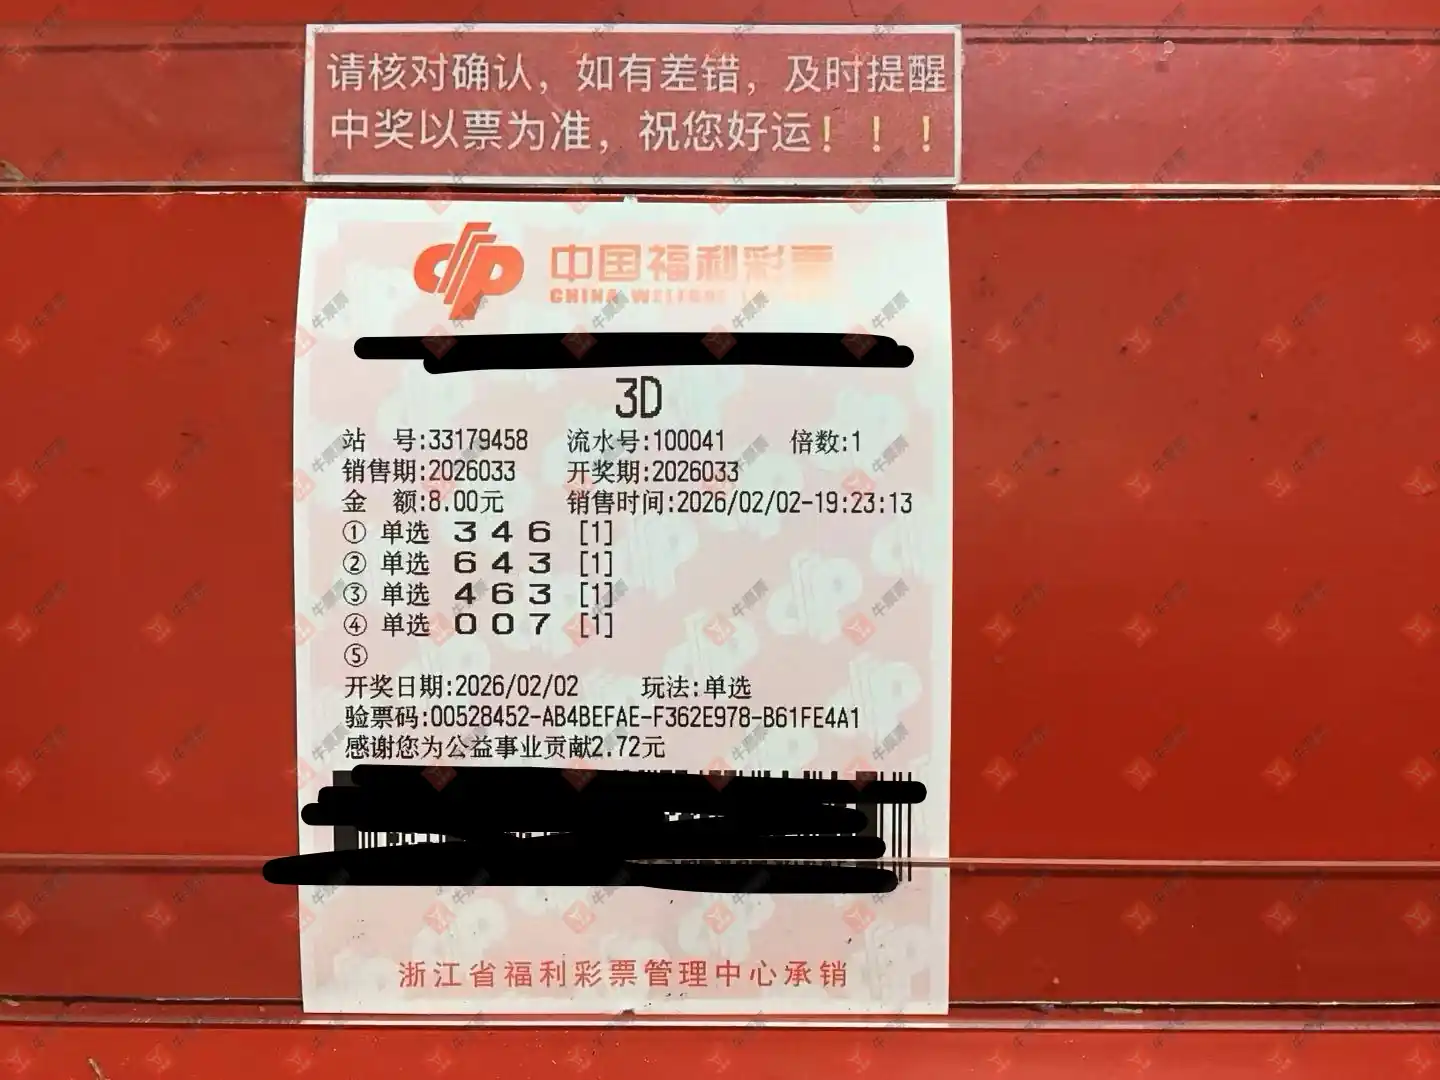 请核对确认，如有差错，及时提醒
中奖以票为准，祝您好运！！！
中国福利彩票
CHINA WELFARE
3D
站 号:33179458 流水号:100041 倍数:1
销售期:2026033 开奖期:2026033
金 额:8.00元 销售时间:2026/02/02-19:23:13
① 单选 3 4 6 [1]
② 单选 6 4 3 [1]
③ 单选 4 6 3 [1]
④ 单选 0 0 7 [1]
⑤
开奖日期:2026/02/02 玩法:单选
验票码:00528452-AB4BEFAE-F362E978-B61FE4A1
感谢您为公益事业贡献2.72元
浙江省福利彩票管理中心承销